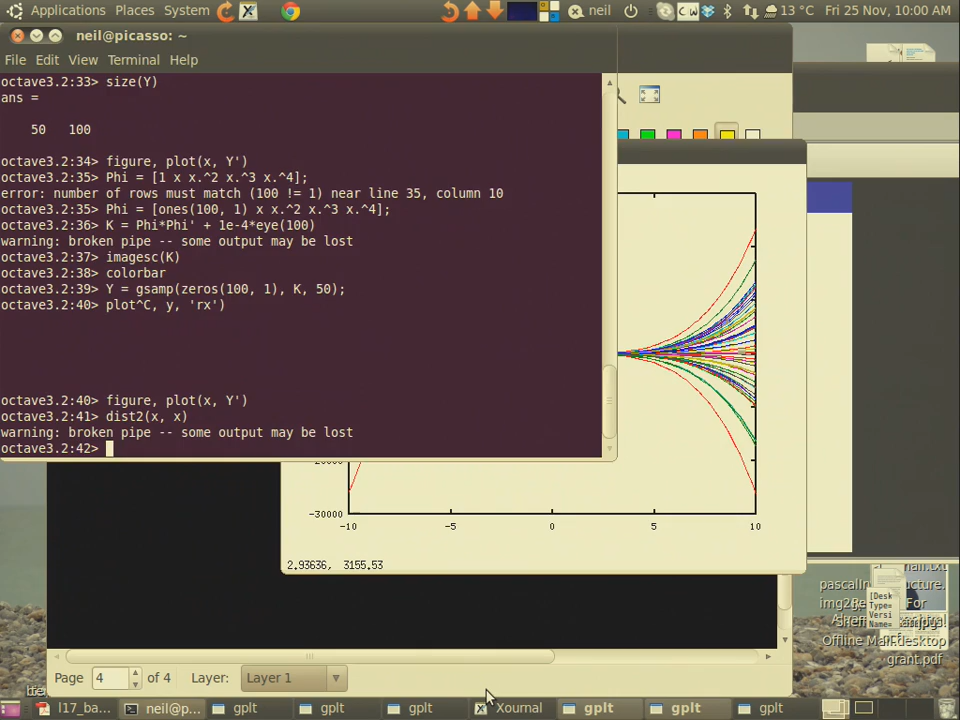 Applications Places System neil 13 °C Fri 25 Nov, 10:00 AM
neil@picasso: ~
File Edit View Terminal Help
octave3.2:33> size(Y)
ans =
50 100
octave3.2:34> figure, plot(x, Y')
octave3.2:35> Phi = [1 x x.^2 x.^3 x.^4];
error: number of rows must match (100 != 1) near line 35, column 10
octave3.2:35> Phi = [ones(100, 1) x x.^2 x.^3 x.^4];
octave3.2:36> K = Phi*Phi' + 1e-4*eye(100)
warning: broken pipe -- some output may be lost
octave3.2:37> imagesc(K)
octave3.2:38> colorbar
octave3.2:39> Y = gsamp(zeros(100, 1), K, 50);
octave3.2:40> plot^C, y, 'rx')
octave3.2:40> figure, plot(x, Y')
octave3.2:41> dist2(x, x)
warning: broken pipe -- some output may be lost
octave3.2:42>
-30000
-10 -5 0 5 10
2.93636, 3155.53
[Desk
Type=
Versi
Name=
Offline Mail.desktop
grant.pdf
Page 4 of 4 Layer: Layer 1
l17_ba... neil@p... gplt gplt gplt Xournal gplt gplt gplt